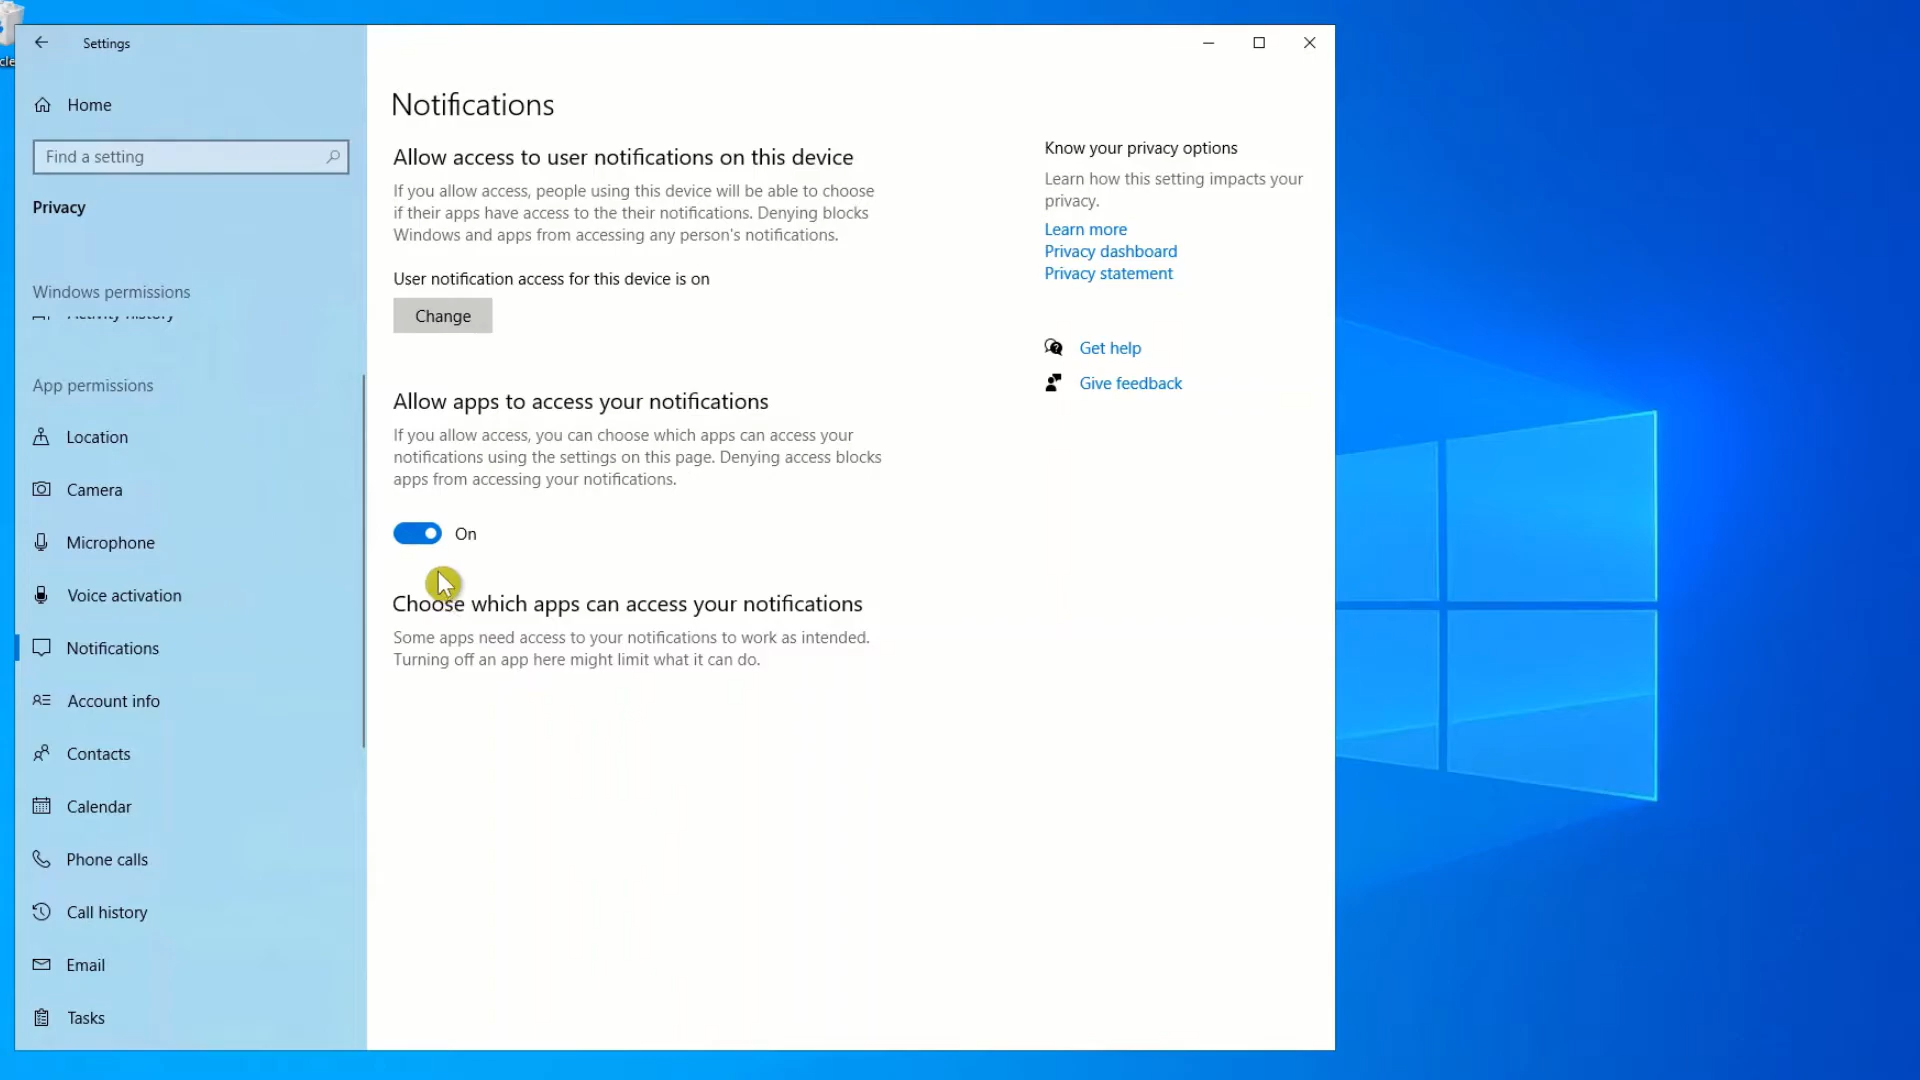 cle
Settings
Home
Find a setting
Privacy
Windows permissions
Activity history
App permissions
Location
Camera
Microphone
Voice activation
Notifications
Account info
Contacts
Calendar
Phone calls
Call history
Email
Tasks
Notifications
Allow access to user notifications on this device
If you allow access, people using this device will be able to choose
if their apps have access to the their notifications. Denying blocks
Windows and apps from accessing any person's notifications.
User notification access for this device is on
Change
Allow apps to access your notifications
If you allow access, you can choose which apps can access your
notifications using the settings on this page. Denying access blocks
apps from accessing your notifications.
On
Choose which apps can access your notifications
Some apps need access to your notifications to work as intended.
Turning off an app here might limit what it can do.
Know your privacy options
Learn how this setting impacts your
privacy.
Learn more
Privacy dashboard
Privacy statement
Get help
Give feedback